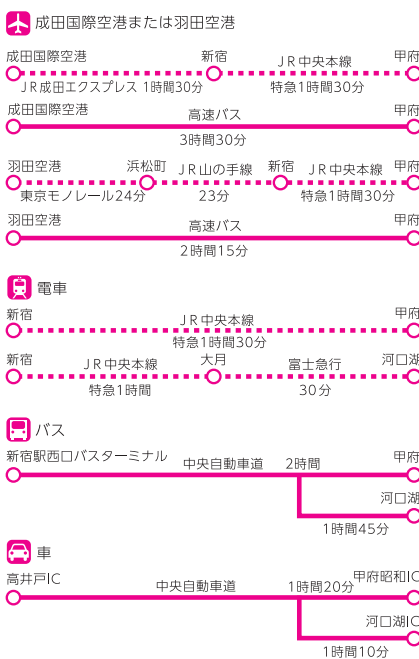 成田国際空港または羽田空港
成田国際空港 新宿 JR中央本線 甲府
JR成田エクスプレス 1時間30分 特急1時間30分
成田国際空港 高速バス 甲府
3時間30分
羽田空港 浜松町 JR山の手線 新宿 JR中央本線 甲府
東京モノレール24分 23分 特急1時間30分
羽田空港 高速バス 甲府
2時間15分
電車
新宿 JR中央本線 甲府
特急1時間30分
新宿 JR中央本線 大月 富士急行 河口湖
特急1時間 30分
バス
新宿駅西口バスターミナル 中央自動車道 2時間 甲府
河口湖
1時間45分
車
高井戸IC 中央自動車道 1時間20分 甲府昭和IC
河口湖IC
1時間10分